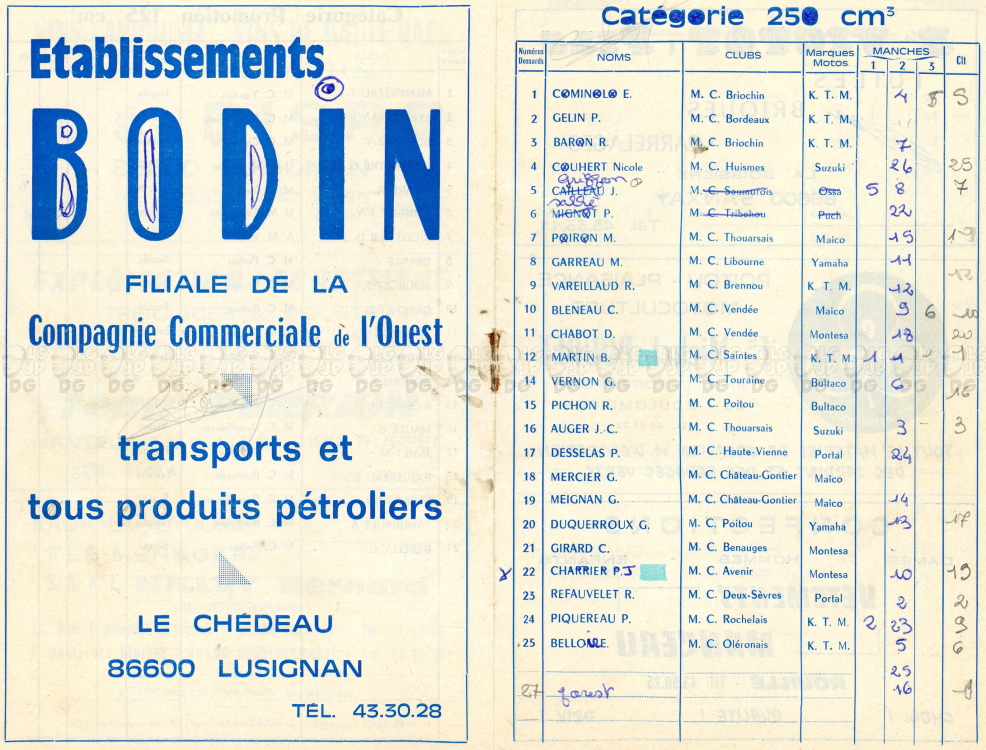 Etablissements
BODIN
FILIALE DE LA
Compagnie Commerciale de l'Ouest
transports et
tous produits pétroliers
LE CHÉDEAU
86600 LUSIGNAN
TÉL. 43.30.28
Catégorie 250 cm³
Numéros Dossards NOMS CLUBS Marques Motos MANCHES 1 2 3 Clt
1 COMINOLO E. M. C. Briochin K. T. M. 4 5 5
2 GELIN P. M. C. Bordeaux K. T. M.
3 BARON M. C. Briochin K. T. M. 7
4 COUHERT Nicole M. C. Huismes Suzuki 26 25
5 CAILLEAU J. M. C. Saumurois Ossa 5 8 7
6 MIGNOT P. M. C. Tribehou Puch 22
7 POIRON M. M. C. Thouarsais Maico 15
8 GARREAU M. M. C. Libourne Yamaha 11
9 VAREILLAUD R. M. C. Brennou K. T. M. 12 12
10 BLENEAU C. M. C. Vendée Maico 9 6 10
11 CHABOT D. M. C. Vendée Montesa 18 20
12 MARTIN B. M. C. Saintes K. T. M. 1 1 1
14 VERNON G. M. C. Touraine Bultaco 6 16
15 PICHON R. M. C. Poitou Bultaco
16 AUGER J.C. M. C. Thouarsais Suzuki 3 3
17 DESSELAS P. M. C. Haute-Vienne Portal 24
18 MERCIER G. M. C. Château-Gontier Maico
19 MEIGNAN G. M. C. Château-Gontier Maico 14
20 DUQUERROUX G. M. C. Poitou Yamaha 13 17
21 GIRARD C. M. C. Benauges Montesa
22 CHARRIER P.J M. C. Avenir Montesa 10 19
23 REFAUVELET R. M. C. Deux-Sèvres Portal 2 2
24 PIQUEREAU P. M. C. Rochelais K. T. M. 2 23 9
25 BELLOUE. M. C. Oléronais K. T. M. 5 6
25
27 forest 16 8